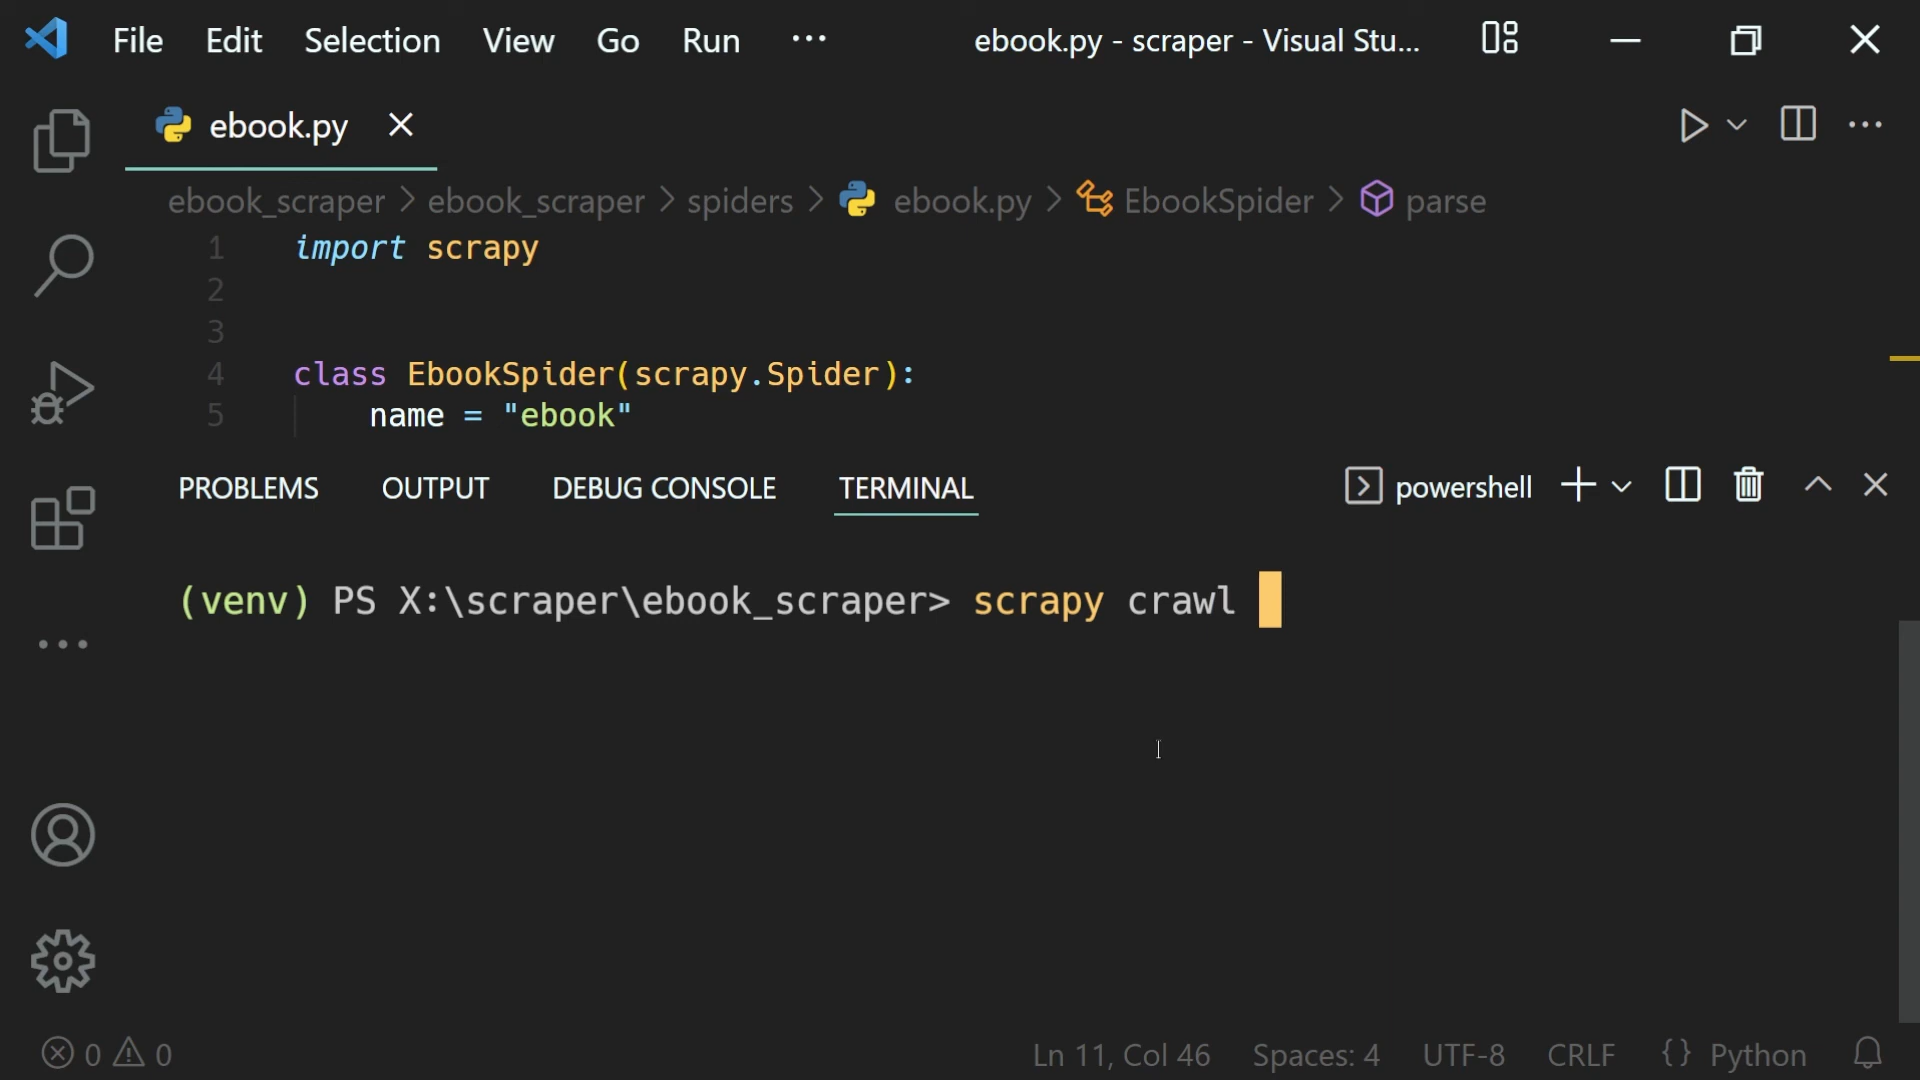 File Edit Selection View Go Run ... ebook.py - scraper - Visual Stu...
ebook.py
ebook_scraper > ebook_scraper > spiders > ebook.py > EbookSpider > parse
1 import scrapy
2
3
4 class EbookSpider(scrapy.Spider):
5     name = "ebook"
PROBLEMS OUTPUT DEBUG CONSOLE TERMINAL powershell
(venv) PS X:\scraper\ebook_scraper> scrapy crawl
0 0 Ln 11, Col 46 Spaces: 4 UTF-8 CRLF {} Python